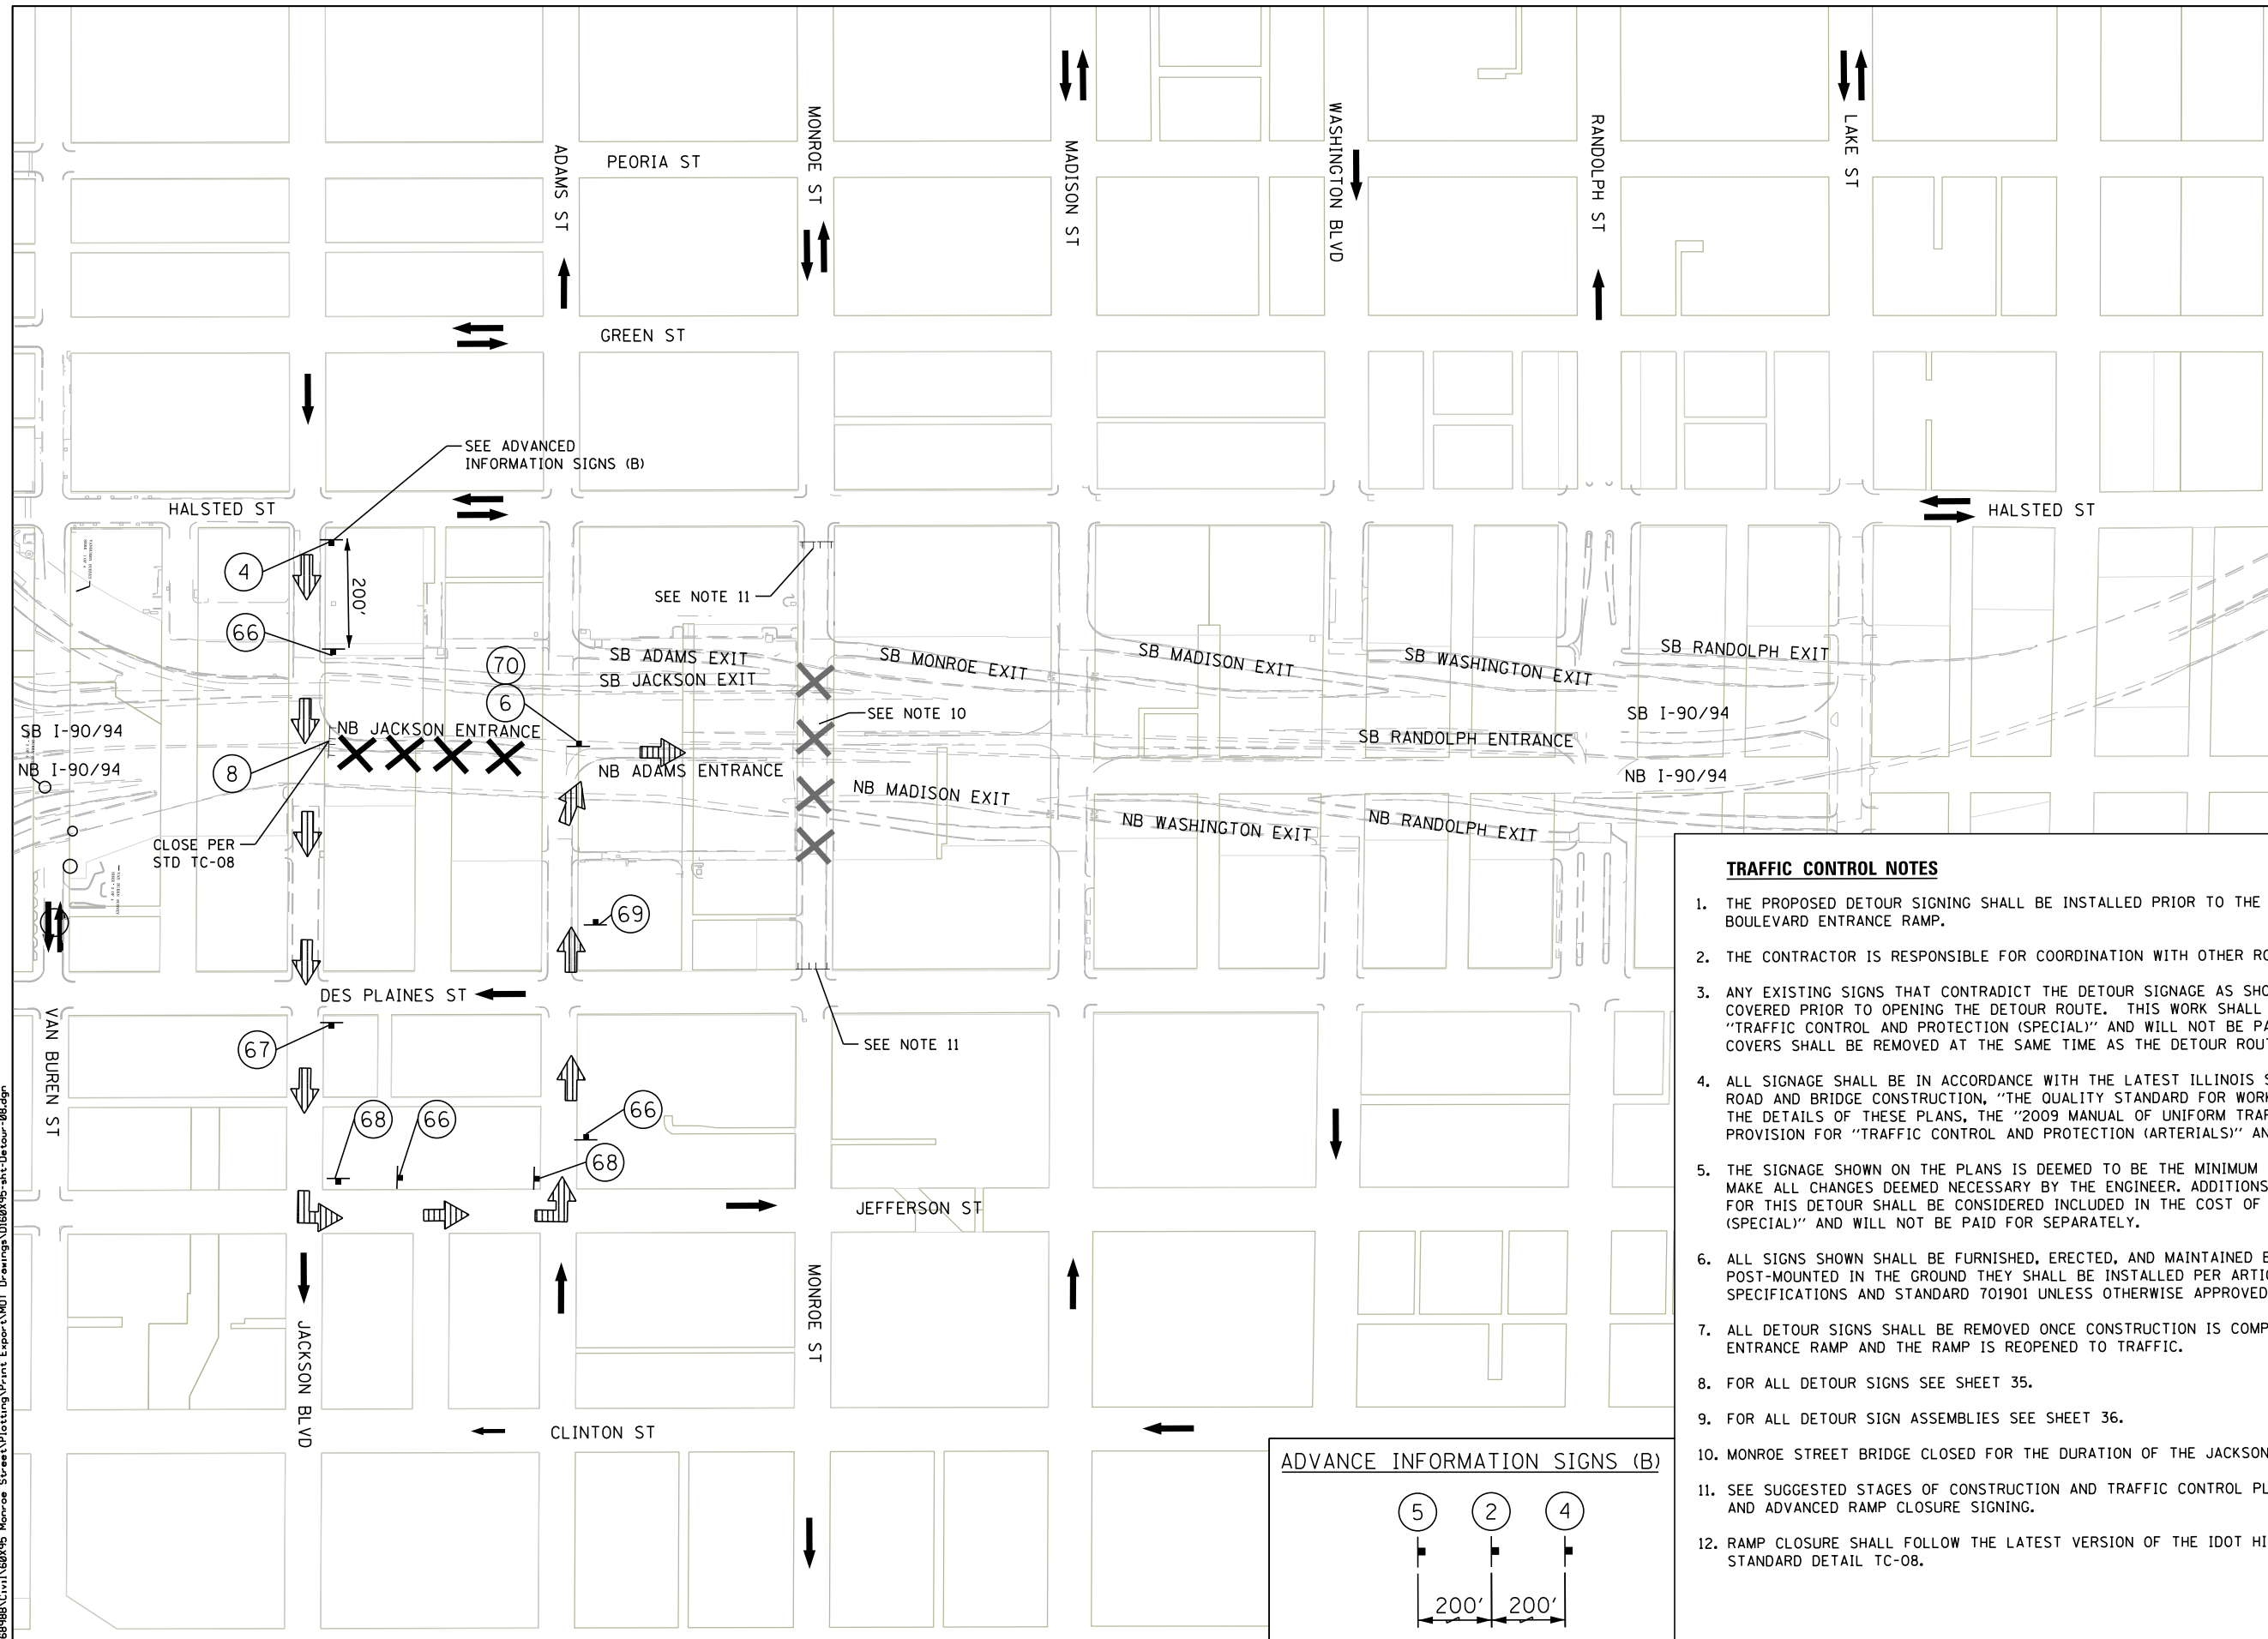 PEORIA ST
ADAMS ST
MONROE ST
MADISON ST
WASHINGTON BLVD
RANDOLPH ST
LAKE ST
GREEN ST
SEE ADVANCED
INFORMATION SIGNS (B)
HALSTED ST
HALSTED ST
4
200'
66
SEE NOTE 11
70
6
SB ADAMS EXIT
SB JACKSON EXIT
SB MONROE EXIT
SB MADISON EXIT
SB WASHINGTON EXIT
SB RANDOLPH EXIT
SB I-90/94
NB I-90/94
NB JACKSON ENTRANCE
SEE NOTE 10
SB I-90/94
SB RANDOLPH ENTRANCE
8
NB ADAMS ENTRANCE
NB I-90/94
NB MADISON EXIT
NB WASHINGTON EXIT
NB RANDOLPH EXIT
CLOSE PER
STD TC-08
69
DES PLAINES ST
67
SEE NOTE 11
VAN BUREN ST
68
66
66
68
JEFFERSON ST
MONROE ST
JACKSON BLVD
CLINTON ST
ADVANCE INFORMATION SIGNS (B)
5
2
4
200'
200'
TRAFFIC CONTROL NOTES
1. THE PROPOSED DETOUR SIGNING SHALL BE INSTALLED PRIOR TO THE
BOULEVARD ENTRANCE RAMP.
2. THE CONTRACTOR IS RESPONSIBLE FOR COORDINATION WITH OTHER RO
3. ANY EXISTING SIGNS THAT CONTRADICT THE DETOUR SIGNAGE AS SHO
COVERED PRIOR TO OPENING THE DETOUR ROUTE. THIS WORK SHALL
"TRAFFIC CONTROL AND PROTECTION (SPECIAL)" AND WILL NOT BE PA
COVERS SHALL BE REMOVED AT THE SAME TIME AS THE DETOUR ROU
4. ALL SIGNAGE SHALL BE IN ACCORDANCE WITH THE LATEST ILLINOIS S
ROAD AND BRIDGE CONSTRUCTION, "THE QUALITY STANDARD FOR WORK
THE DETAILS OF THESE PLANS, THE "2009 MANUAL OF UNIFORM TRAF
PROVISION FOR "TRAFFIC CONTROL AND PROTECTION (ARTERIALS)" AN
5. THE SIGNAGE SHOWN ON THE PLANS IS DEEMED TO BE THE MINIMUM
MAKE ALL CHANGES DEEMED NECESSARY BY THE ENGINEER. ADDITIONS
FOR THIS DETOUR SHALL BE CONSIDERED INCLUDED IN THE COST OF
(SPECIAL)" AND WILL NOT BE PAID FOR SEPARATELY.
6. ALL SIGNS SHOWN SHALL BE FURNISHED, ERECTED, AND MAINTAINED B
POST-MOUNTED IN THE GROUND THEY SHALL BE INSTALLED PER ARTI
SPECIFICATIONS AND STANDARD 701901 UNLESS OTHERWISE APPROVED
7. ALL DETOUR SIGNS SHALL BE REMOVED ONCE CONSTRUCTION IS COMP
ENTRANCE RAMP AND THE RAMP IS REOPENED TO TRAFFIC.
8. FOR ALL DETOUR SIGNS SEE SHEET 35.
9. FOR ALL DETOUR SIGN ASSEMBLIES SEE SHEET 36.
10. MONROE STREET BRIDGE CLOSED FOR THE DURATION OF THE JACKSON
11. SEE SUGGESTED STAGES OF CONSTRUCTION AND TRAFFIC CONTROL PL
AND ADVANCED RAMP CLOSURE SIGNING.
12. RAMP CLOSURE SHALL FOLLOW THE LATEST VERSION OF THE IDOT HI
STANDARD DETAIL TC-08.